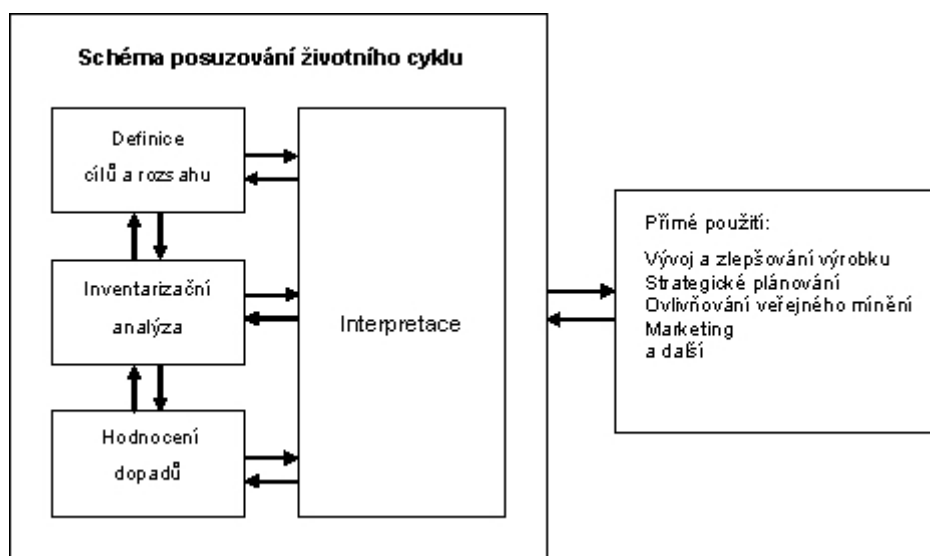 Schéma posuzování životního cyklu
Definice
cílů a rozsahu
Inventarizační
analýza
Hodnocení
dopadů
Interpretace
Přímé použití:
Vývoj a zlepšování výrobku
Strategické plánování
Ovlivňování veřejného mínění
Marketing
a další